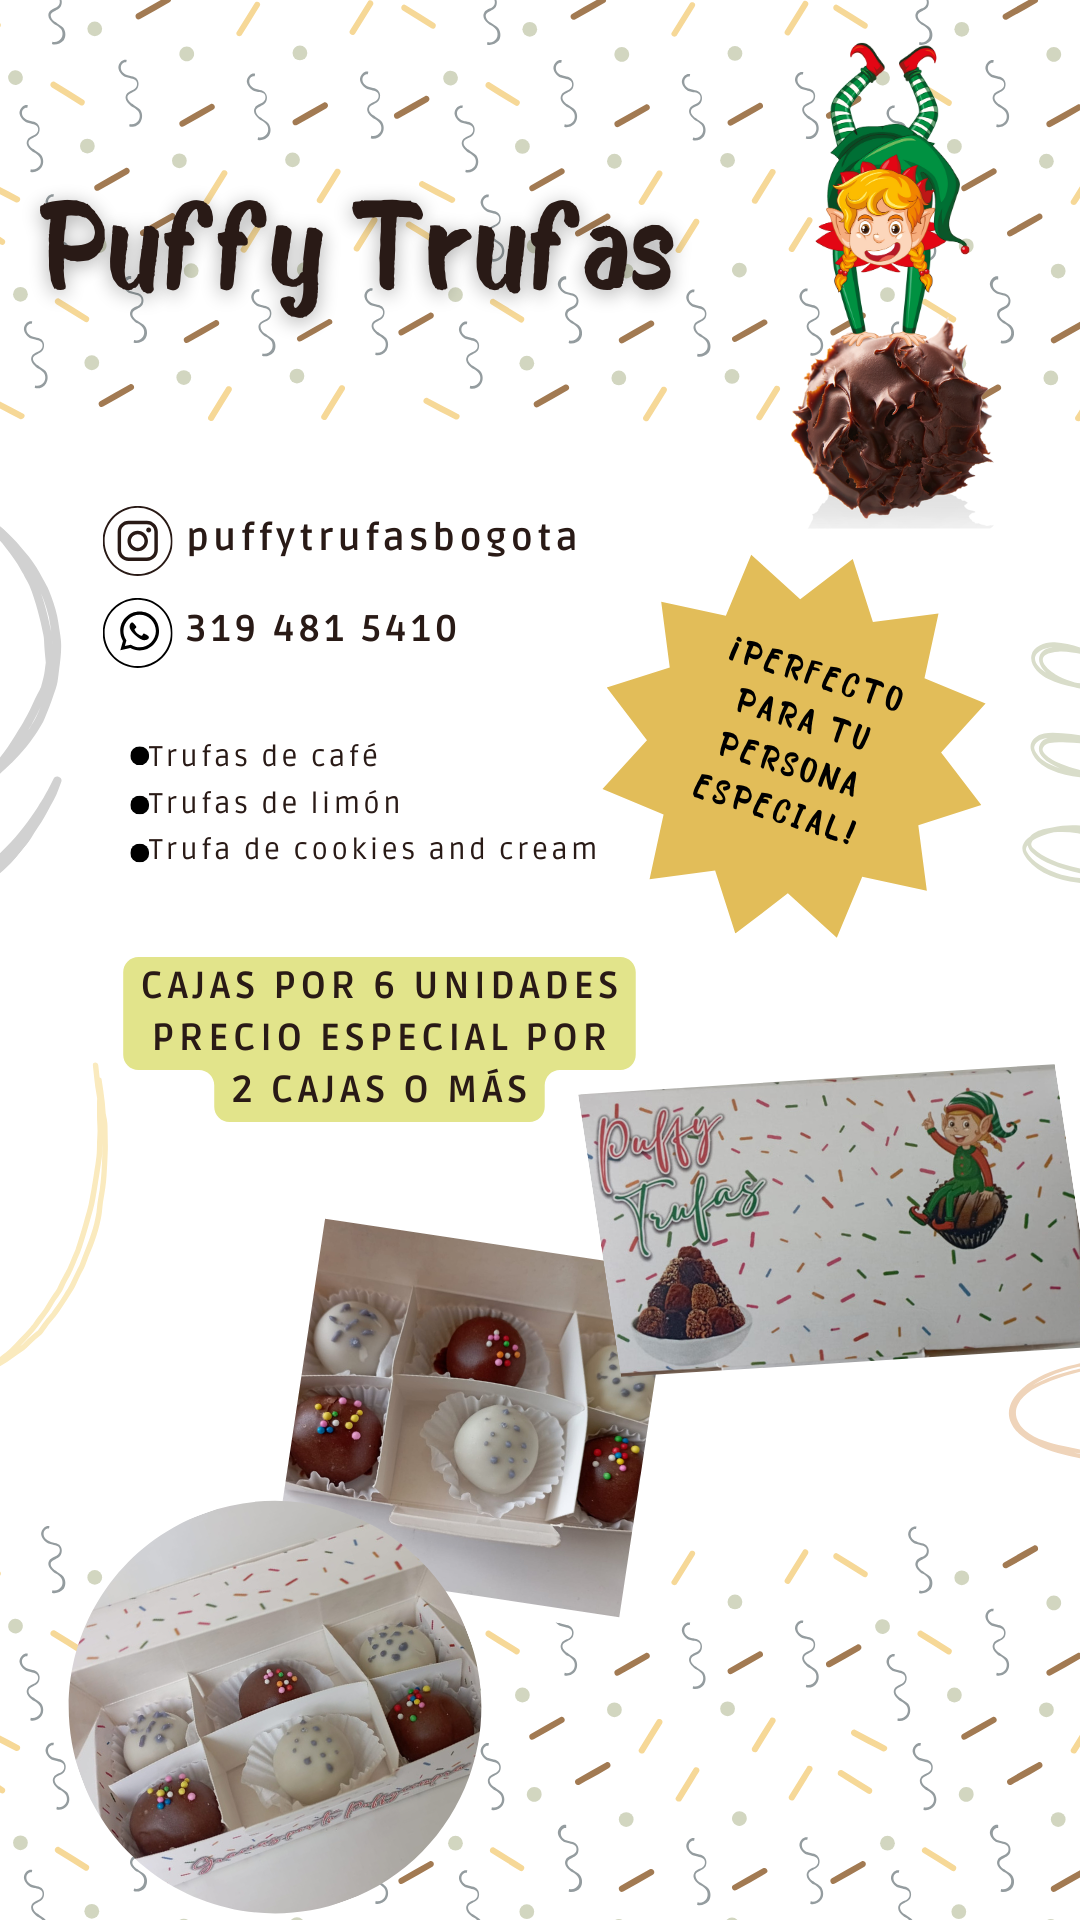 Puffy Trufas
puffytrufasbogota
319 481 5410
¡PERFECTO
PARA TU
PERSONA
ESPECIAL!
Trufas de café
Trufas de limón
Trufa de cookies and cream
CAJAS POR 6 UNIDADES
PRECIO ESPECIAL POR
2 CAJAS O MÁS
Puffy
Trufas